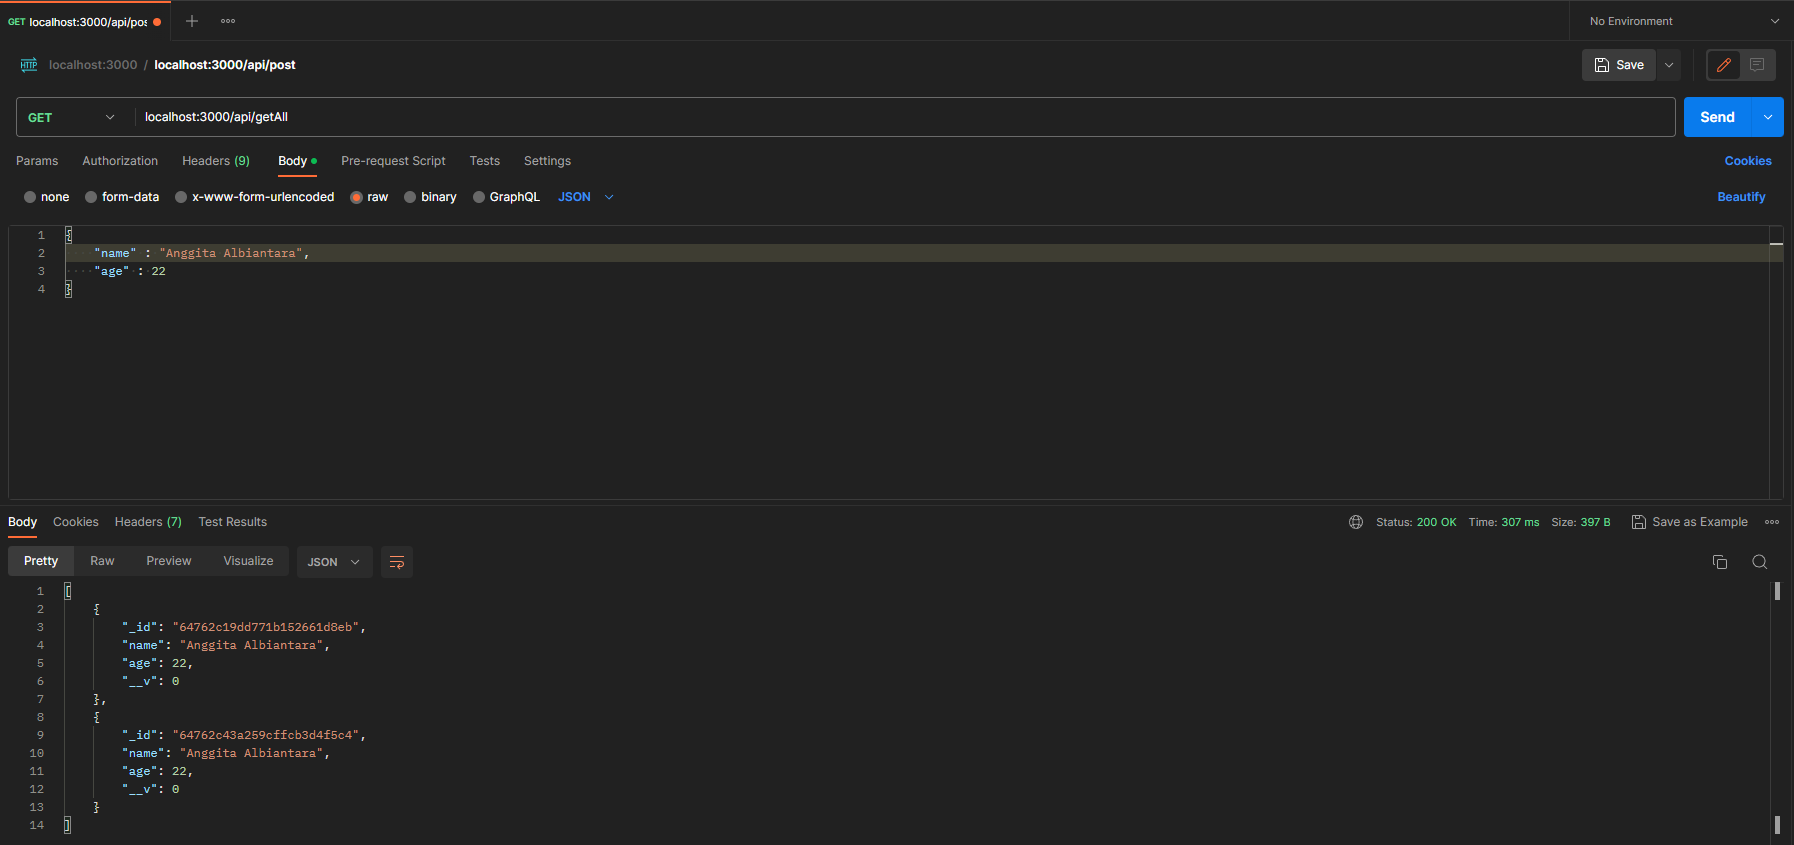 GET localhost:3000/api/pos
No Environment
HTTP localhost:3000 / localhost:3000/api/post
Save
GET localhost:3000/api/getAll
Send
Params Authorization Headers (9) Body Pre-request Script Tests Settings Cookies
none form-data x-www-form-urlencoded raw binary GraphQL JSON Beautify
1 {
2 "name" : "Anggita Albiantara",
3 "age" : 22
4 }
Body Cookies Headers (7) Test Results Status: 200 OK Time: 307 ms Size: 397 B Save as Example
Pretty Raw Preview Visualize JSON
1 [
2 {
3 "_id": "64762c19dd771b152661d8eb",
4 "name": "Anggita Albiantara",
5 "age": 22,
6 "__v": 0
7 },
8 {
9 "_id": "64762c43a259cffcb3d4f5c4",
10 "name": "Anggita Albiantara",
11 "age": 22,
12 "__v": 0
13 }
14 ]